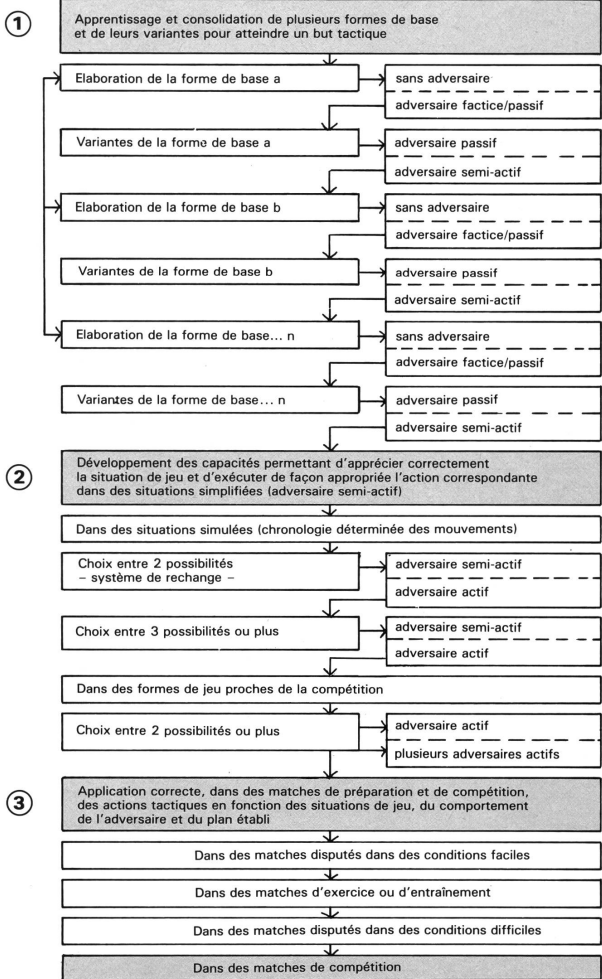 1
Apprentissage et consolidation de plusieurs formes de base
et de leurs variantes pour atteindre un but tactique
Elaboration de la forme de base a
sans adversaire
adversaire factice/passif
Variantes de la forme de base a
adversaire passif
adversaire semi-actif
Elaboration de la forme de base b
sans adversaire
adversaire factice/passif
Variantes de la forme de base b
adversaire passif
adversaire semi-actif
Elaboration de la forme de base... n
sans adversaire
adversaire factice/passif
Variantes de la forme de base... n
adversaire passif
adversaire semi-actif
2
Développement des capacités permettant d'apprécier correctement
la situation de jeu et d'exécuter de façon appropriée l'action correspondante
dans des situations simplifiées (adversaire semi-actif)
Dans des situations simulées (chronologie déterminée des mouvements)
Choix entre 2 possibilités
– système de rechange –
adversaire semi-actif
adversaire actif
Choix entre 3 possibilités ou plus
adversaire semi-actif
adversaire actif
Dans des formes de jeu proches de la compétition
Choix entre 2 possibilités ou plus
adversaire actif
plusieurs adversaires actifs
3
Application correcte, dans des matches de préparation et de compétition,
des actions tactiques en fonction des situations de jeu, du comportement
de l'adversaire et du plan établi
Dans des matches disputés dans des conditions faciles
Dans des matches d'exercice ou d'entraînement
Dans des matches disputés dans des conditions difficiles
Dans des matches de compétition